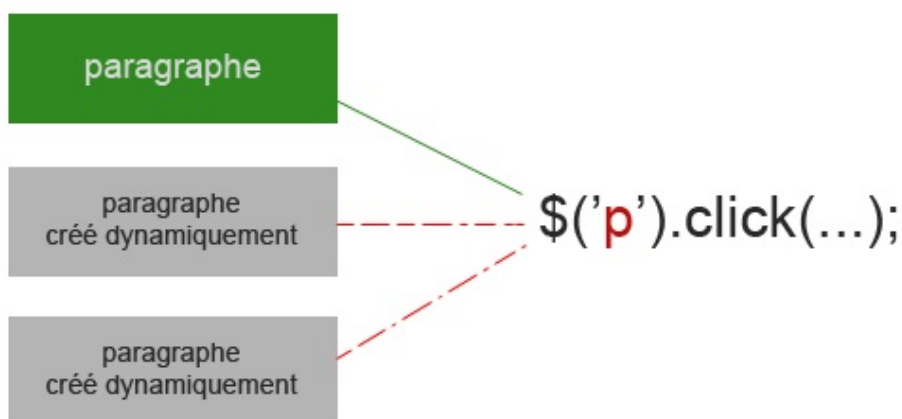 paragraphe
paragraphe
créé dynamiquement
$(’p’).click(...);
paragraphe
créé dynamiquement